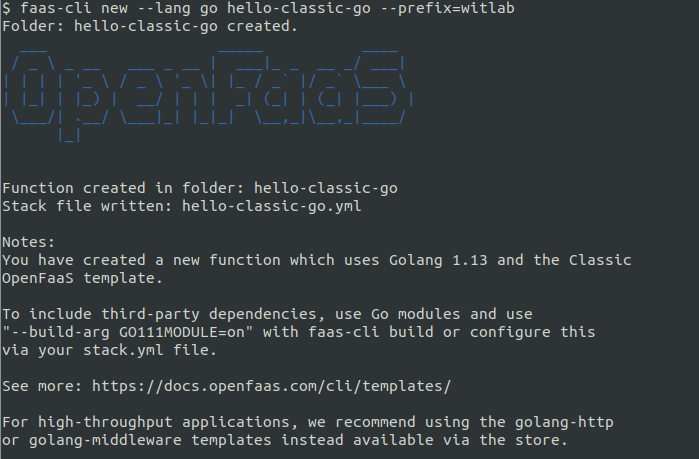 $ faas-cli new --lang go hello-classic-go --prefix=witlab
Folder: hello-classic-go created.
OpenFaaS
Function created in folder: hello-classic-go
Stack file written: hello-classic-go.yml
Notes:
You have created a new function which uses Golang 1.13 and the Classic
OpenFaaS template.
To include third-party dependencies, use Go modules and use
"--build-arg GO111MODULE=on" with faas-cli build or configure this
via your stack.yml file.
See more: https://docs.openfaas.com/cli/templates/
For high-throughput applications, we recommend using the golang-http
or golang-middleware templates instead available via the store.